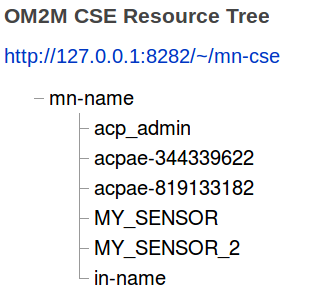 OM2M CSE Resource Tree
http://127.0.0.1:8282/~/mn-cse
mn-name
acp_admin
acpae-344339622
acpae-819133182
MY_SENSOR
MY_SENSOR_2
in-name